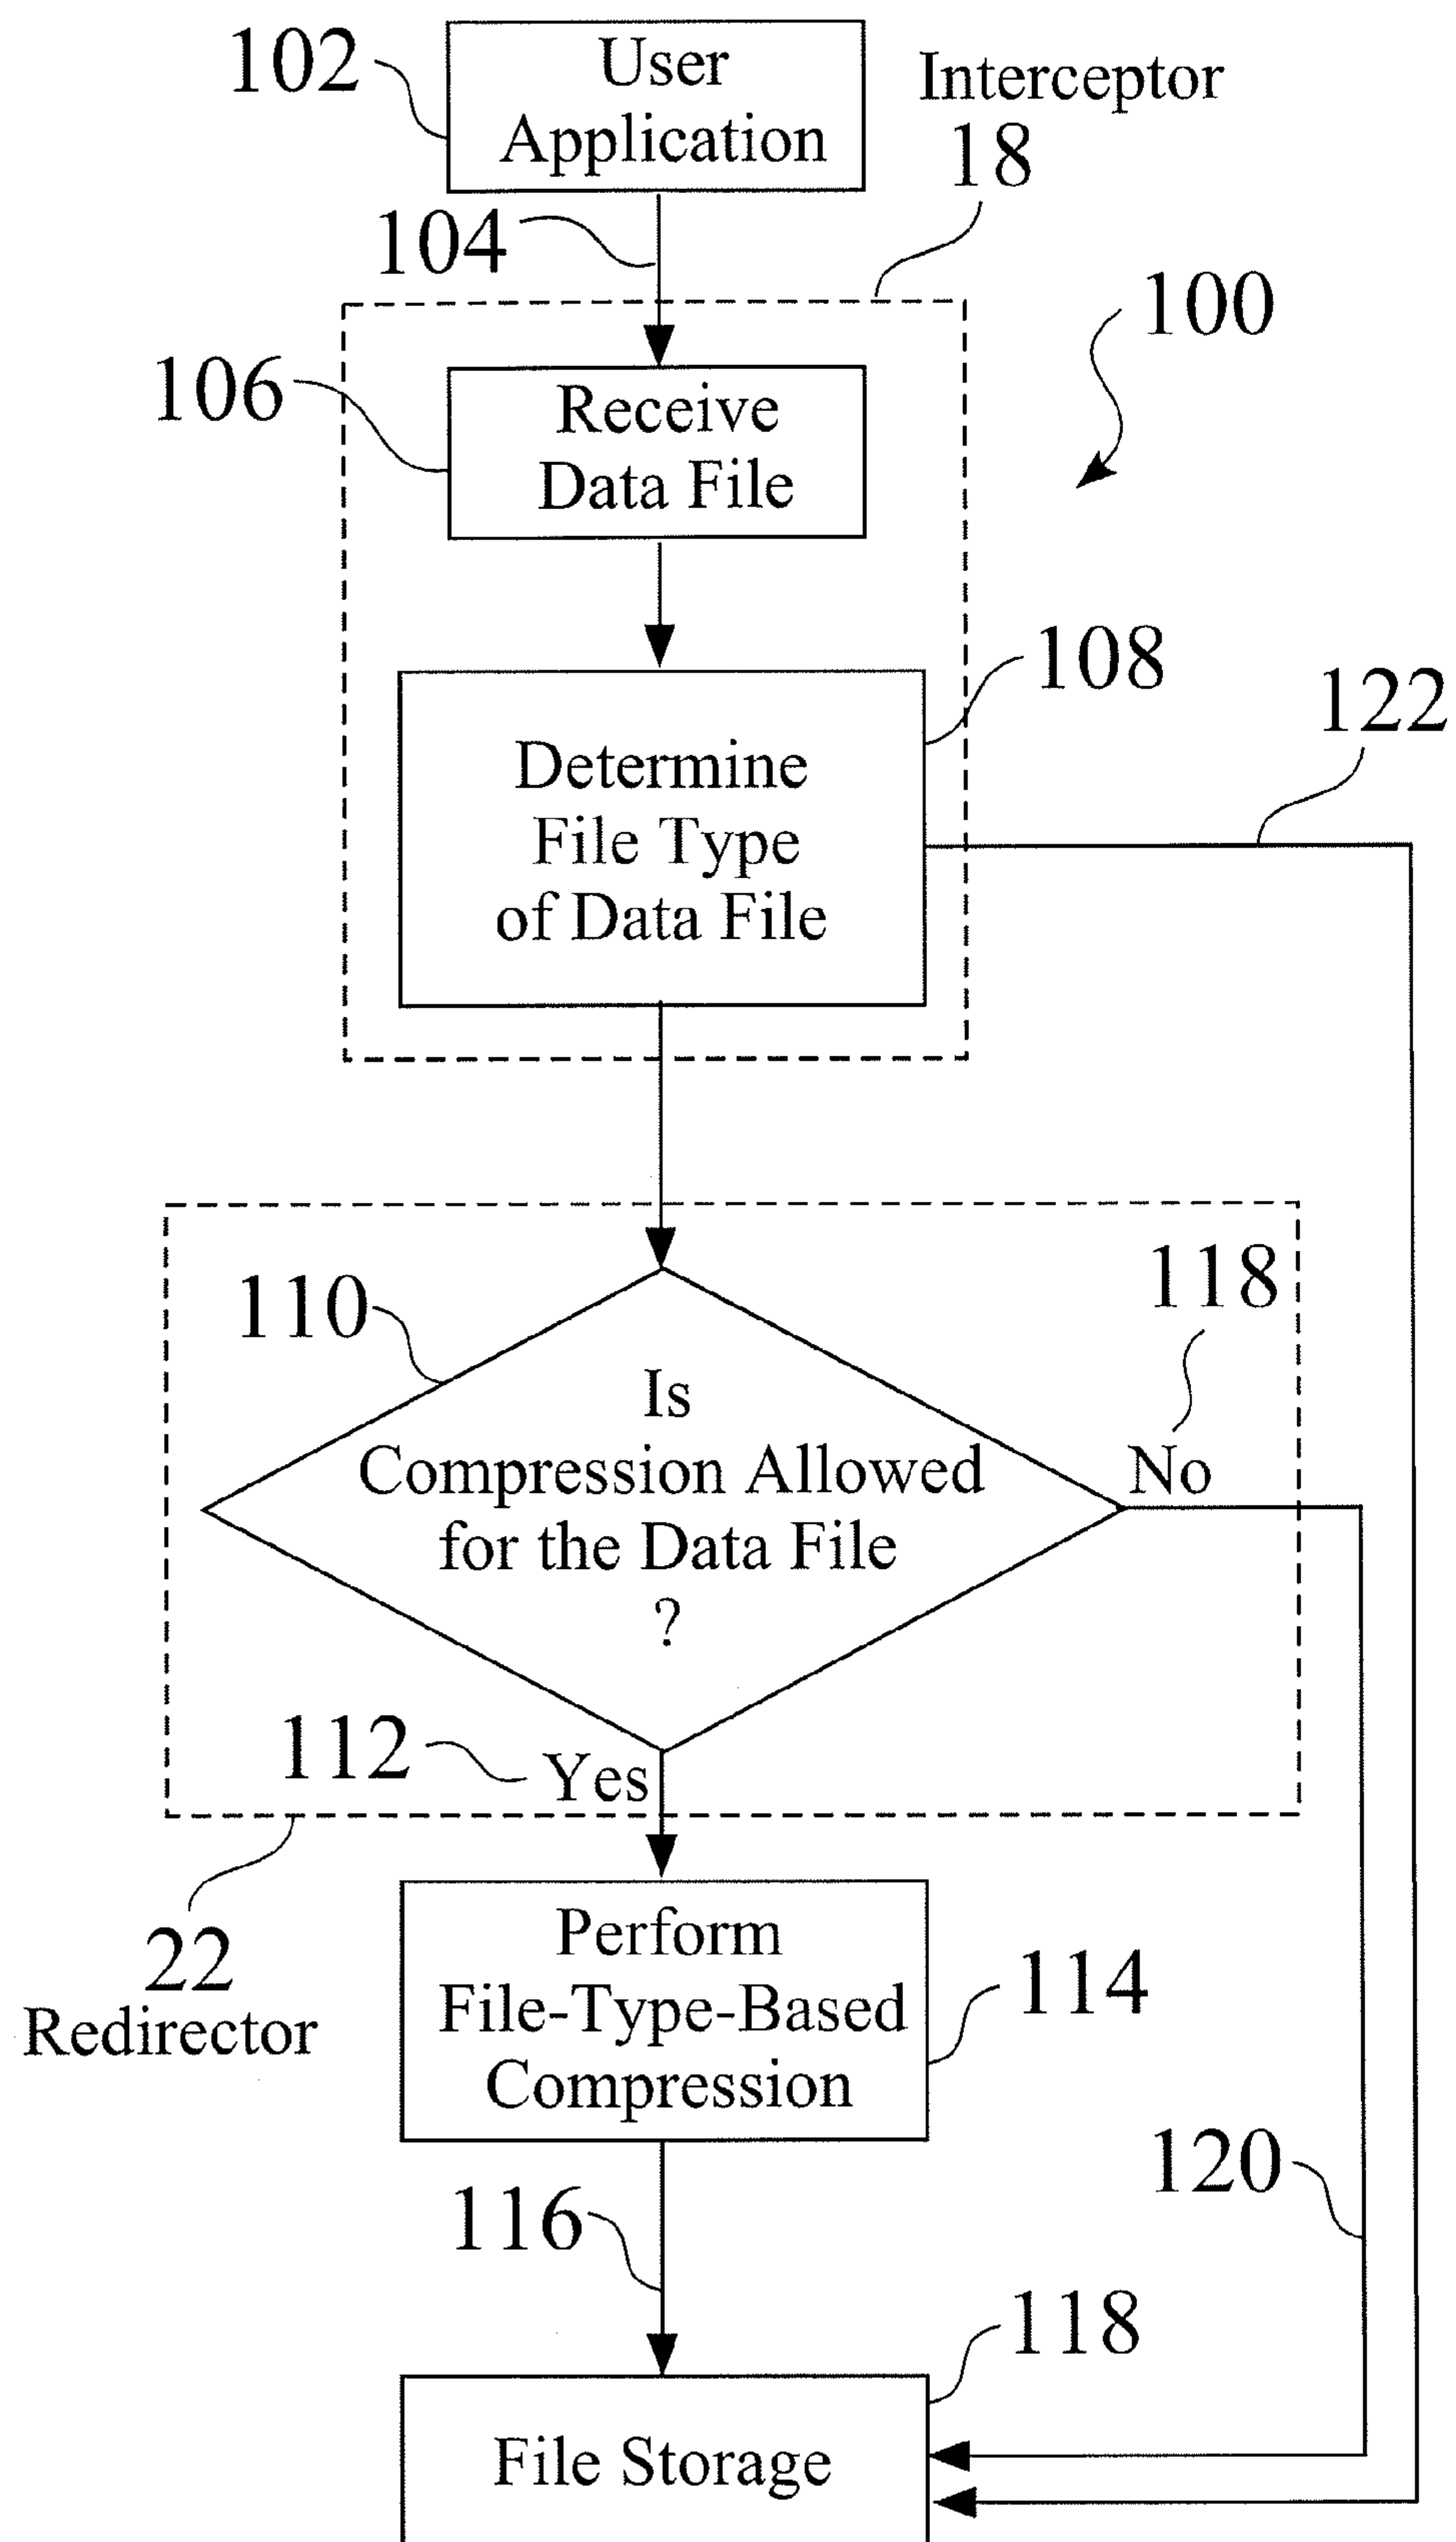 102
User
Application
Interceptor
18
104
100
106
Receive
Data File
108
Determine
File Type
of Data File
122
110
118
Is
Compression Allowed
for the Data File
?
No
112
Yes
22
Redirector
Perform
File-Type-Based
Compression
114
120
116
118
File Storage